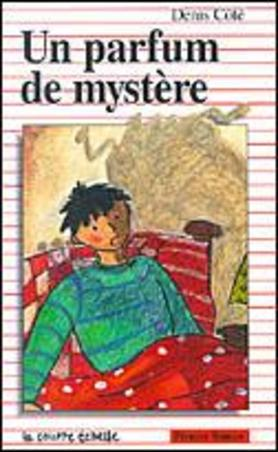 Denis Côté
Un parfum
de mystère
la courte échelle
Premier Roman